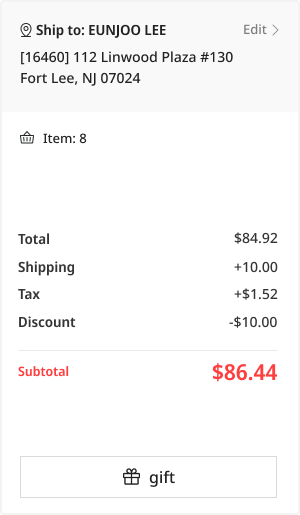 Ship to: EUNJOO LEE Edit
[16460] 112 Linwood Plaza #130
Fort Lee, NJ 07024
Item: 8
Total $84.92
Shipping +10.00
Tax +$1.52
Discount -$10.00
Subtotal $86.44
gift